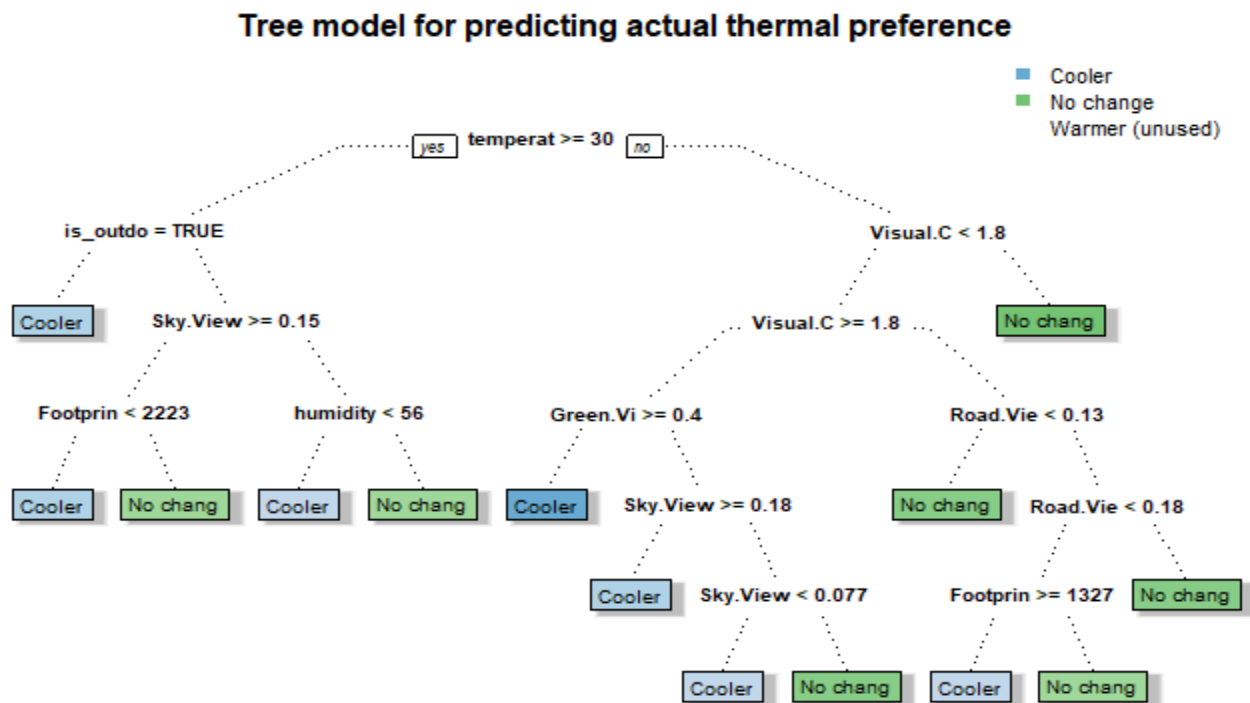 Tree model for predicting actual thermal preference
Cooler
No change
Warmer (unused)
yes temperat >= 30 no
is_outdo = TRUE
Visual.C < 1.8
Cooler
Sky.View >= 0.15
Visual.C >= 1.8
No chang
Footprin < 2223
humidity < 56
Green.Vi >= 0.4
Road.Vie < 0.13
Cooler
No chang
Cooler
No chang
Cooler
Sky.View >= 0.18
No chang
Road.Vie < 0.18
Cooler
Sky.View < 0.077
Footprin >= 1327
No chang
Cooler
No chang
Cooler
No chang